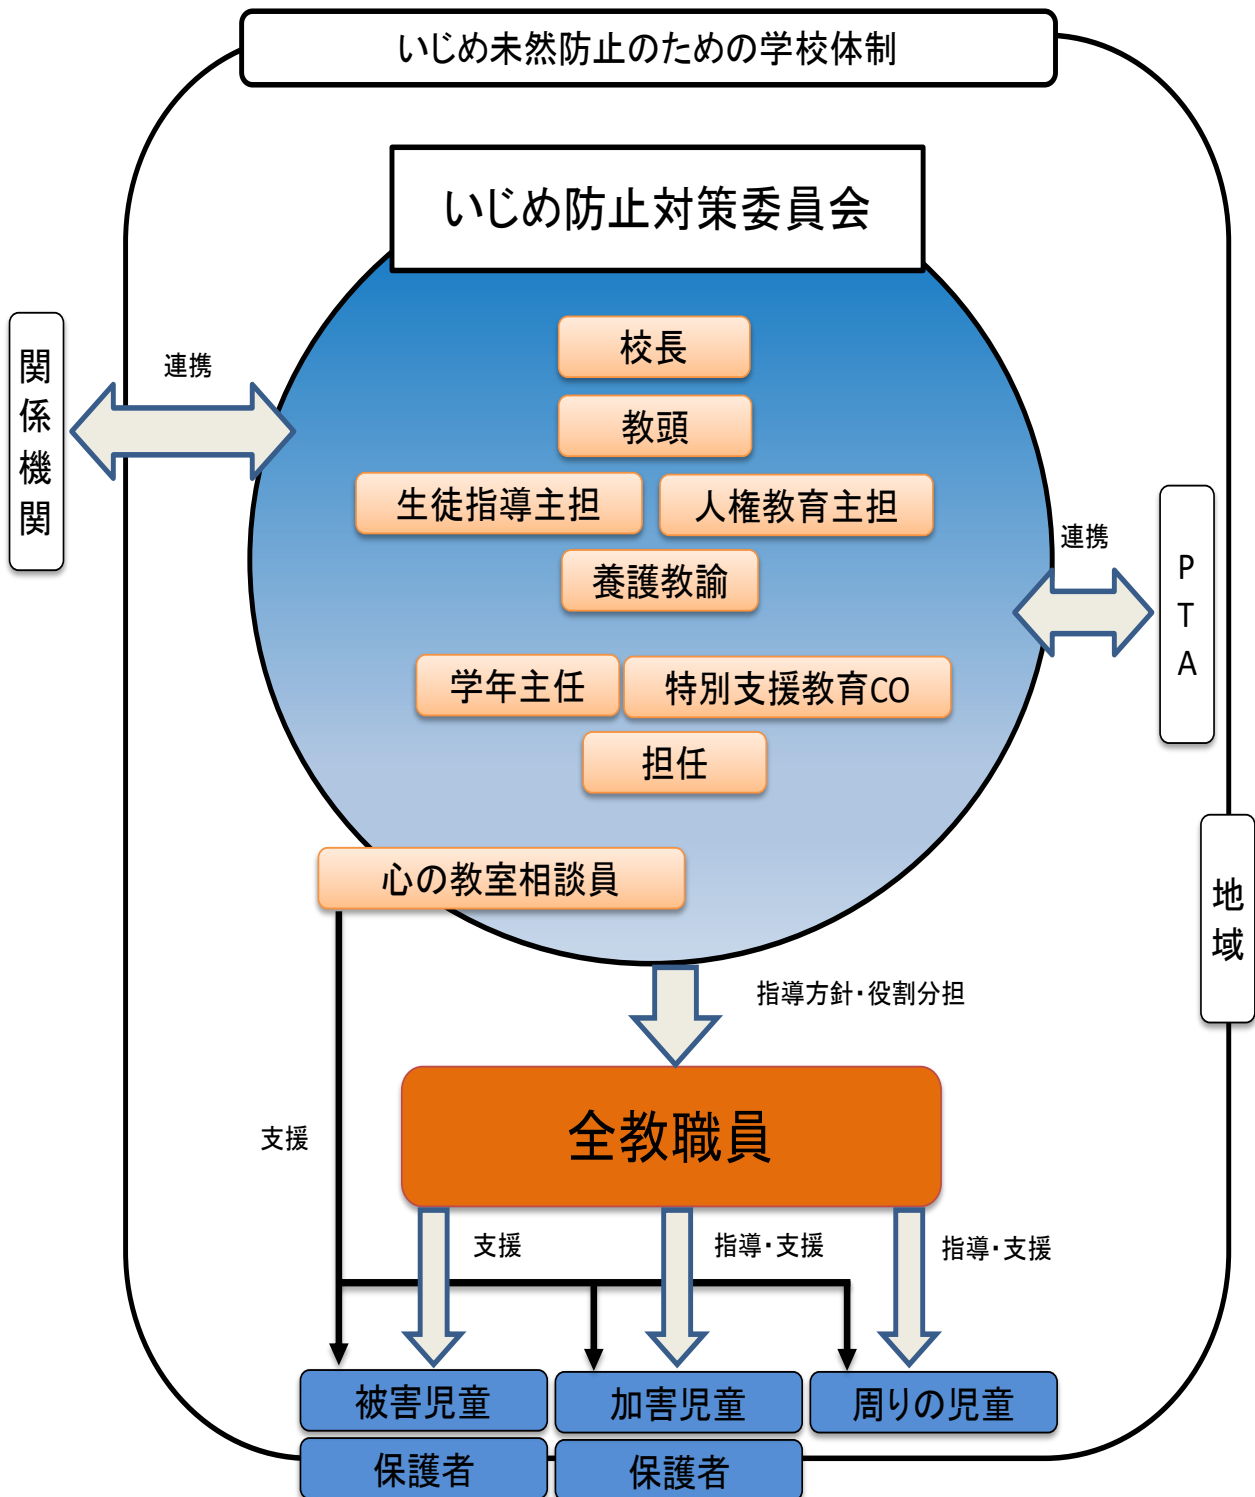 いじめ未然防止のための学校体制
いじめ防止対策委員会
校長
教頭
生徒指導主担
人権教育主担
養護教諭
学年主任
特別支援教育CO
担任
心の教室相談員
関係機関
連携
連携
PTA
地域
指導方針・役割分担
全教職員
支援
支援
指導・支援
指導・支援
被害児童
加害児童
周りの児童
保護者
保護者